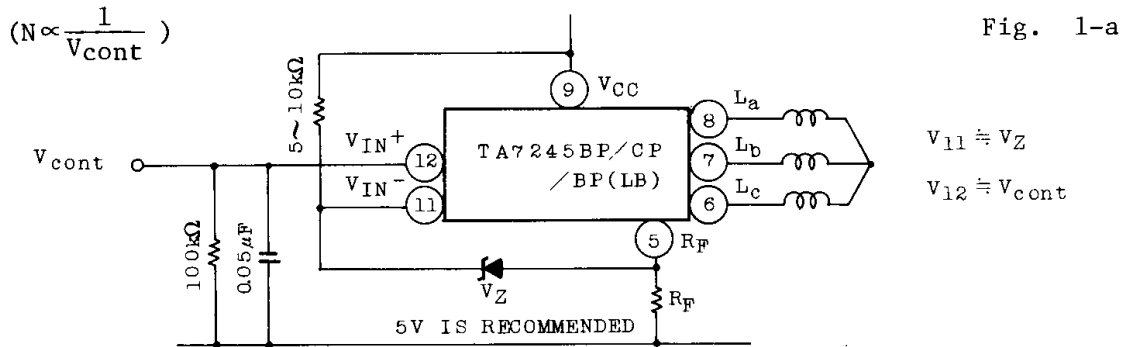 (N∝1/Vcont)
Fig. 1-a
5~10kΩ
9 VCC
Vcont
VIN+ 12
VIN- 11
TA7245BP/CP
/BP(LB)
8 La
7 Lb
6 Lc
V11≒VZ
V12≒Vcont
5 RF
100kΩ
0.05μF
VZ
RF
5V IS RECOMMENDED